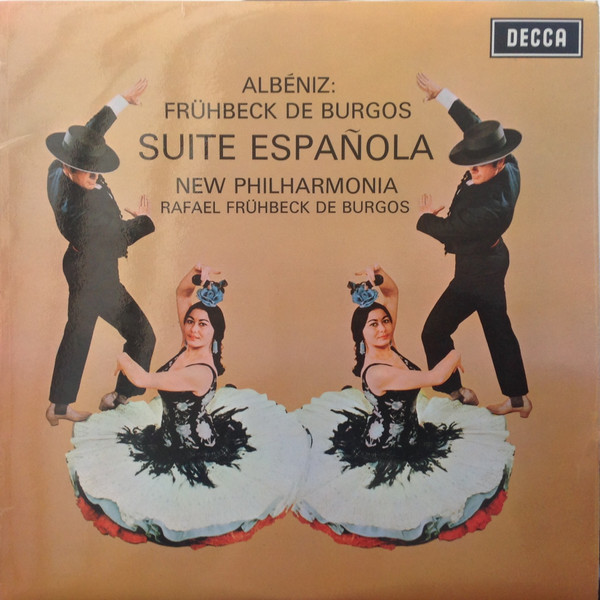 DECCA
ALBÉNIZ:
FRÜHBECK DE BURGOS
SUITE ESPAÑOLA
NEW PHILHARMONIA
RAFAEL FRÜHBECK DE BURGOS